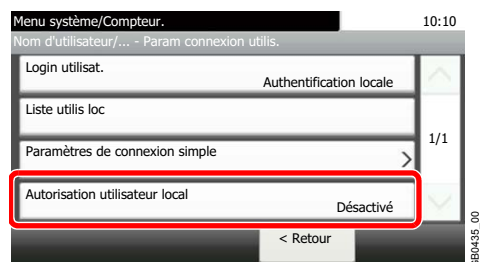 Menu système/Compteur.
10:10
Nom d'utilisateur/... - Param connexion utilis.
Login utilisat.
Authentification locale
Liste utilis loc
1/1
Paramètres de connexion simple
Autorisation utilisateur local
Désactivé
< Retour